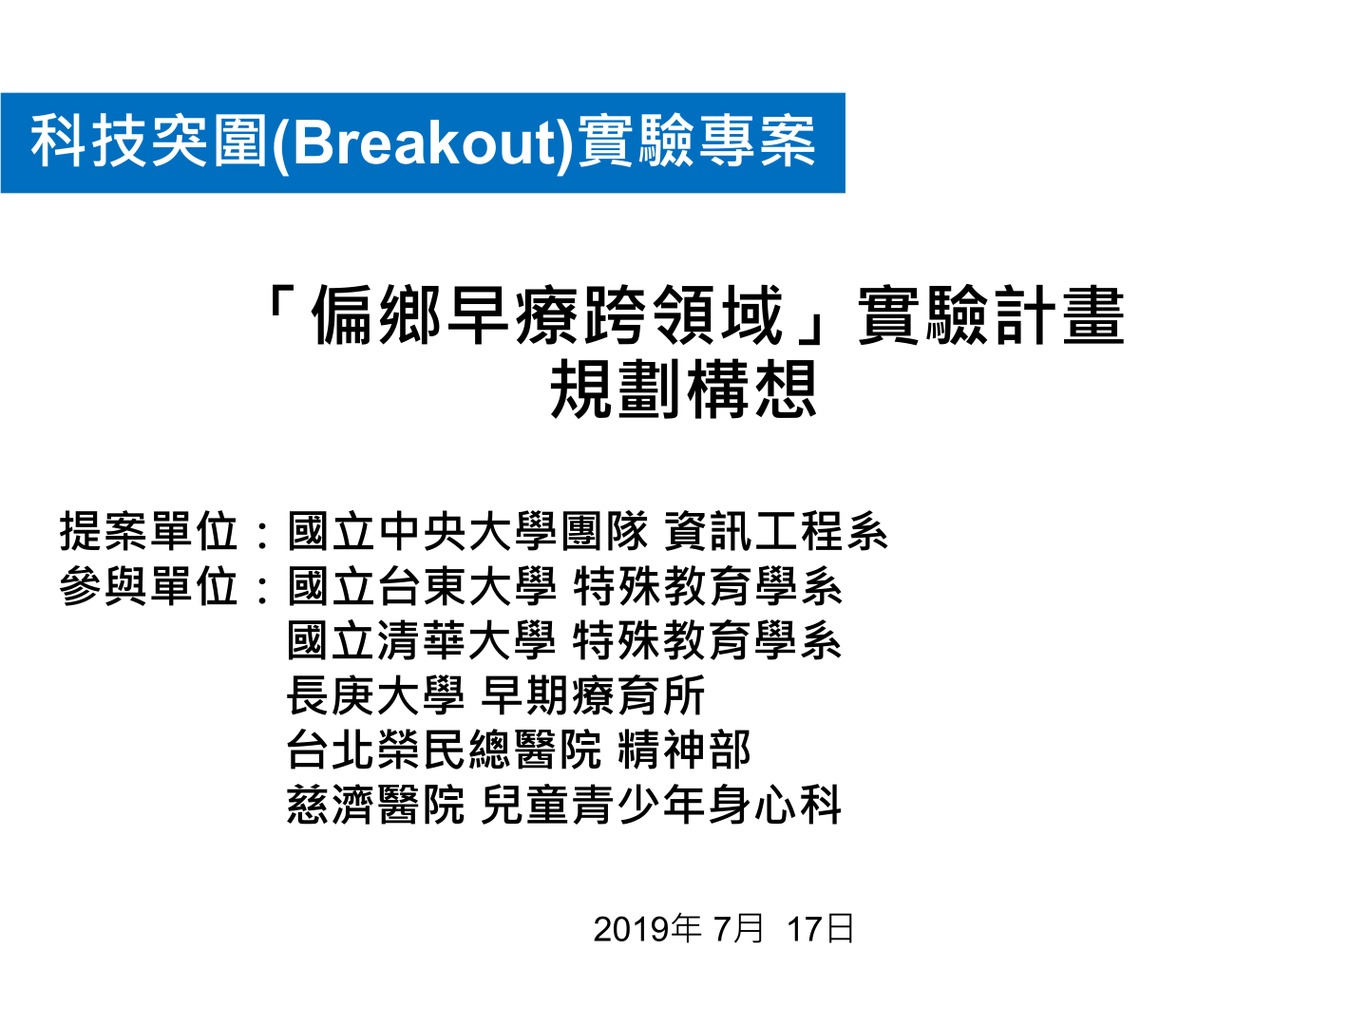 科技突圍(Breakout)實驗專案
「偏鄉早療跨領域」實驗計畫
規劃構想
提案單位：國立中央大學團隊 資訊工程系
參與單位：國立台東大學 特殊教育學系
國立清華大學 特殊教育學系
長庚大學 早期療育所
台北榮民總醫院 精神部
慈濟醫院 兒童青少年身心科
2019年 7月 17日